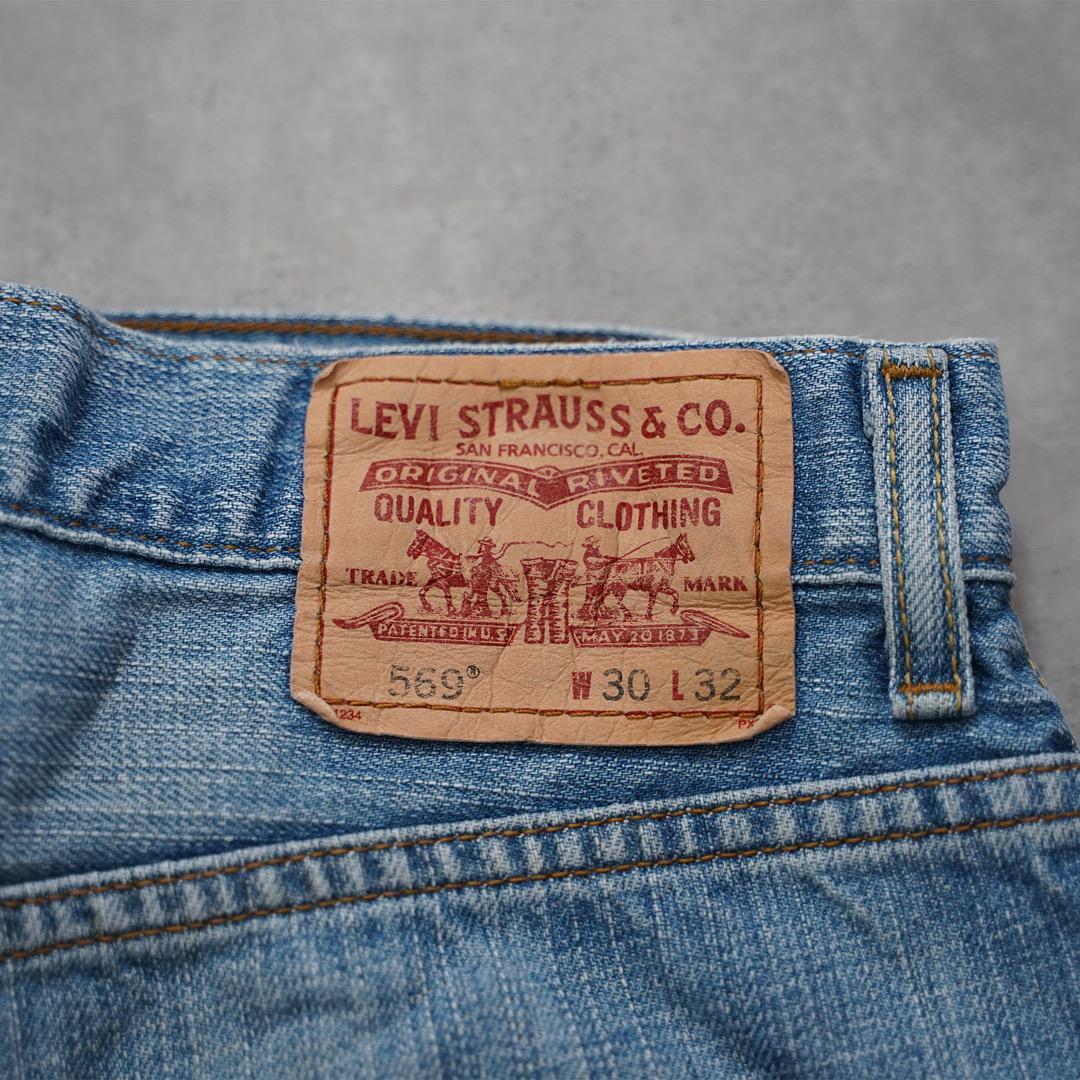 LEVI STRAUSS & CO.
SAN FRANCISCO, CAL.
ORIGINAL RIVETED
QUALITY CLOTHING
TRADE MARK
PATENTED IN U.S. MAY 20 1873
569® W 30 L 32
1234 PX